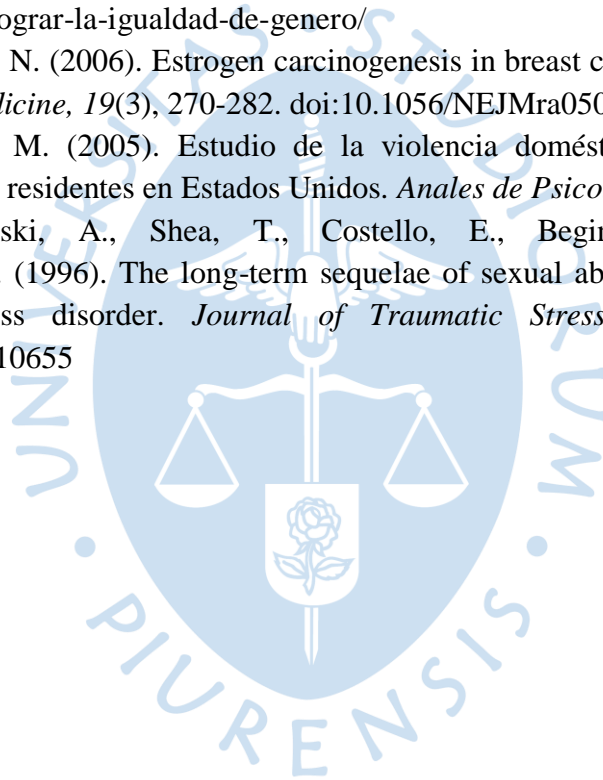 ograr-la-igualdad-de-genero/
N. (2006). Estrogen carcinogenesis in breast c
dicine, 19(3), 270-282. doi:10.1056/NEJMra050
M. (2005). Estudio de la violencia domést
residentes en Estados Unidos. Anales de Psico
ski, A., Shea, T., Costello, E., Begin
(1996). The long-term sequelae of sexual ab
ss disorder. Journal of Traumatic Stress
10655
UNIVERSITAS • STUDIORUM • PIURENSIS